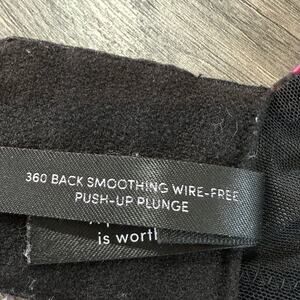 360 BACK SMOOTHING WIRE-FREE
PUSH-UP PLUNGE
is worth